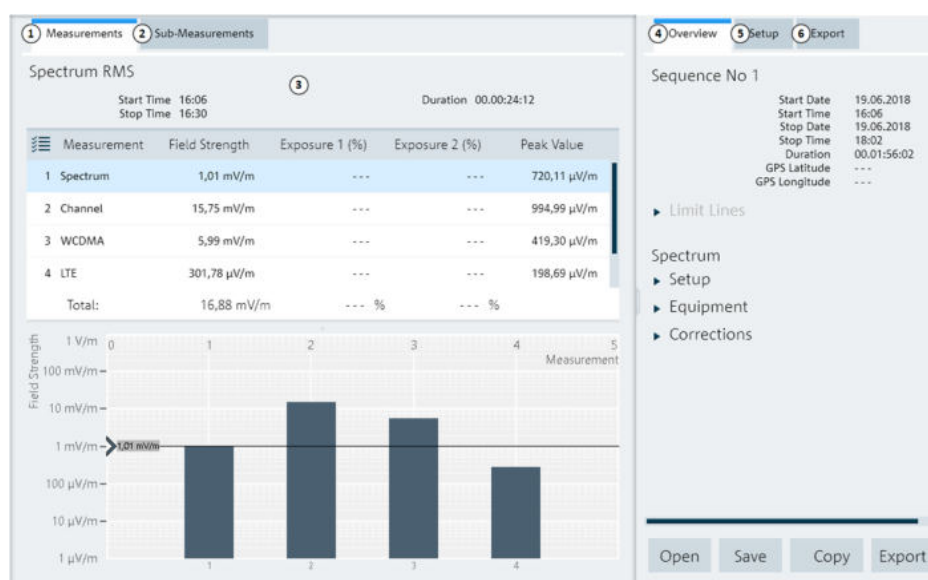 1 Measurements 2 Sub-Measurements
Spectrum RMS
3
Start Time 16:06
Stop Time 16:30
Duration 00.00:24:12
Measurement Field Strength Exposure 1 (%) Exposure 2 (%) Peak Value
1 Spectrum 1,01 mV/m --- --- 720,11 µV/m
2 Channel 15,75 mV/m --- --- 994,99 µV/m
3 WCDMA 5,99 mV/m --- --- 419,30 µV/m
4 LTE 301,78 µV/m --- --- 198,69 µV/m
Total: 16,88 mV/m --- % --- %
Field Strength
0 1 2 3 4 5
Measurement
1 V/m
100 mV/m
10 mV/m
1 mV/m
1,01 mV/m
100 µV/m
10 µV/m
1 µV/m
1 2 3 4
4 Overview 5 Setup 6 Export
Sequence No 1
Start Date 19.06.2018
Start Time 16:06
Stop Date 19.06.2018
Stop Time 18:02
Duration 00.01:56:02
GPS Latitude ---
GPS Longitude ---
Limit Lines
Spectrum
Setup
Equipment
Corrections
Open Save Copy Export